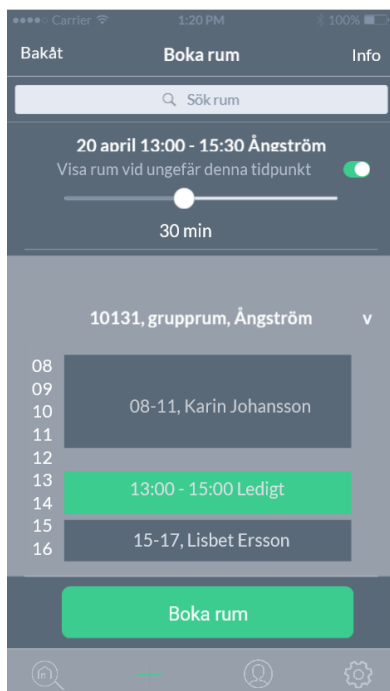 Carrier 1:20 PM 100%
Bakåt Boka rum Info
Sök rum
20 april 13:00 - 15:30 Ångström
Visa rum vid ungefär denna tidpunkt
30 min
10131, grupprum, Ångström v
08
09
10
11
12
13
14
15
16
08-11, Karin Johansson
13:00 - 15:00 Ledigt
15-17, Lisbet Ersson
Boka rum